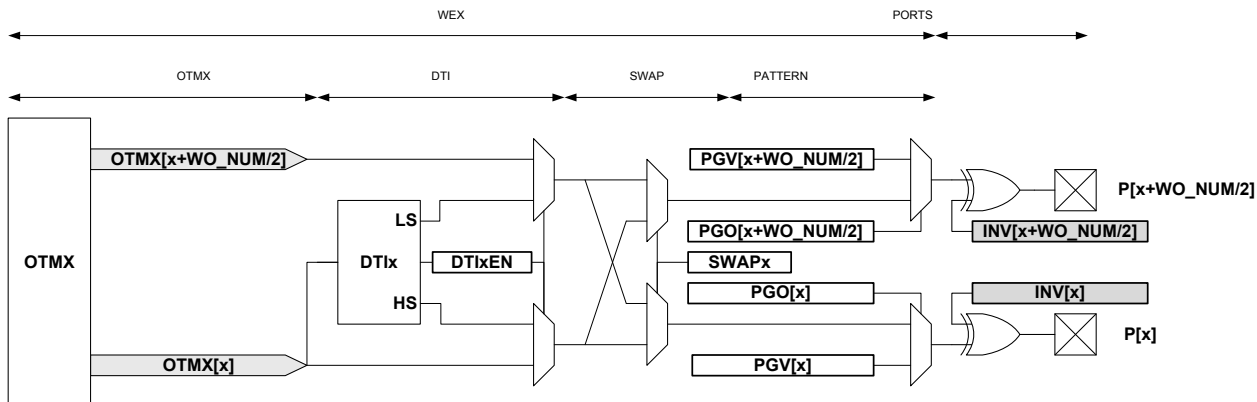 WEX
PORTS
OTMX
DTI
SWAP
PATTERN
OTMX[x+WO_NUM/2]
PGV[x+WO_NUM/2]
P[x+WO_NUM/2]
LS
PGO[x+WO_NUM/2]
INV[x+WO_NUM/2]
OTMX
DTIx
DTIxEN
SWAPx
HS
PGO[x]
INV[x]
P[x]
OTMX[x]
PGV[x]